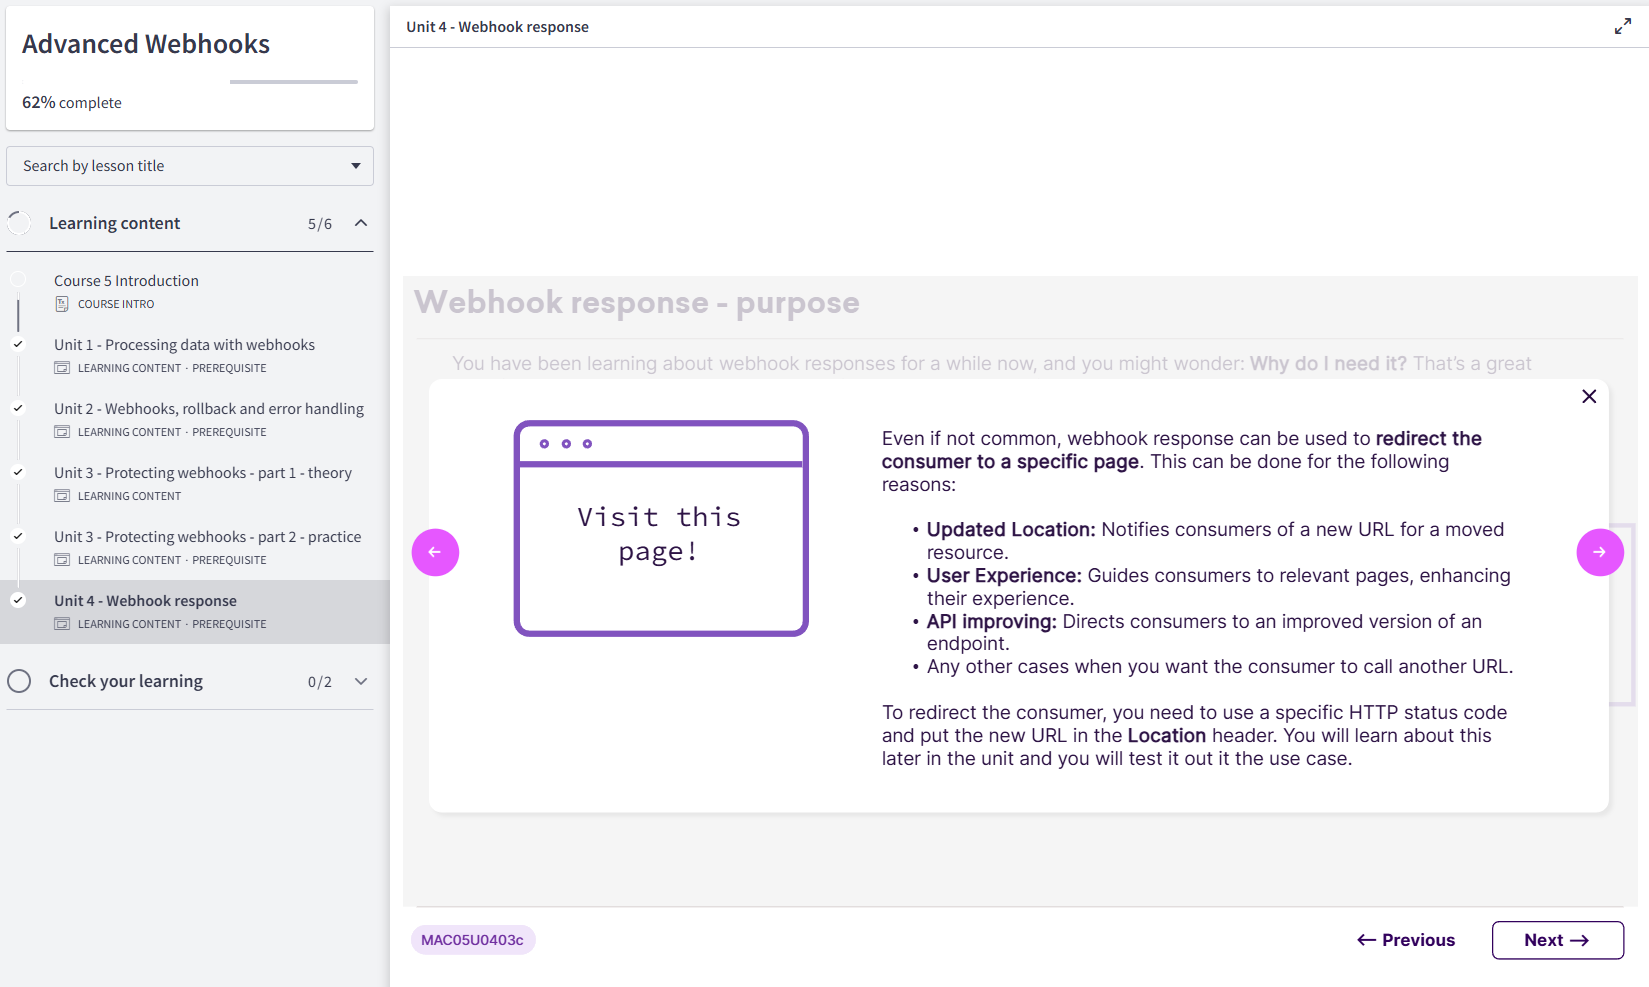 Advanced Webhooks
62% complete
Search by lesson title
Learning content 5/6
Course 5 Introduction
COURSE INTRO
Unit 1 - Processing data with webhooks
LEARNING CONTENT · PREREQUISITE
Unit 2 - Webhooks, rollback and error handling
LEARNING CONTENT · PREREQUISITE
Unit 3 - Protecting webhooks - part 1 - theory
LEARNING CONTENT
Unit 3 - Protecting webhooks - part 2 - practice
LEARNING CONTENT · PREREQUISITE
Unit 4 - Webhook response
LEARNING CONTENT · PREREQUISITE
Check your learning 0/2
Unit 4 - Webhook response
Webhook response - purpose
You have been learning about webhook responses for a while now, and you might wonder: Why do I need it? That's a great
Visit this
page!
Even if not common, webhook response can be used to redirect the
consumer to a specific page. This can be done for the following
reasons:
• Updated Location: Notifies consumers of a new URL for a moved
resource.
• User Experience: Guides consumers to relevant pages, enhancing
their experience.
• API improving: Directs consumers to an improved version of an
endpoint.
• Any other cases when you want the consumer to call another URL.
To redirect the consumer, you need to use a specific HTTP status code
and put the new URL in the Location header. You will learn about this
later in the unit and you will test it out it the use case.
MAC05U0403c
← Previous
Next →